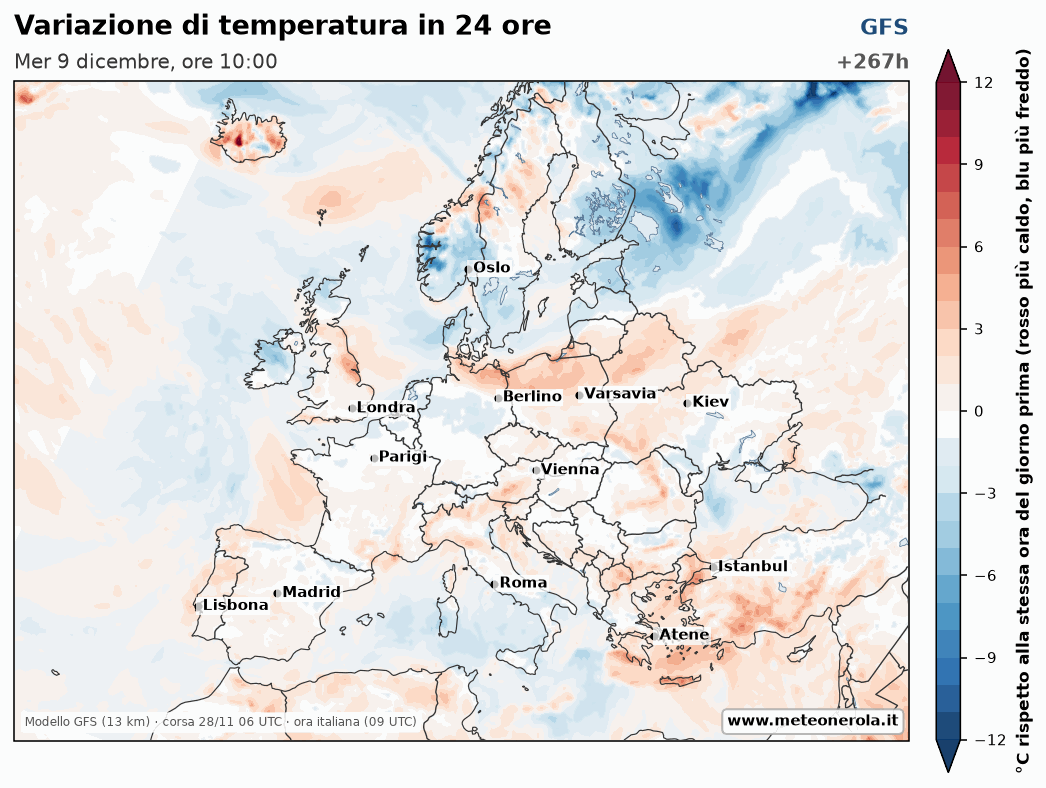 Variazione di temperatura in 24 ore
GFS
Mer 9 dicembre, ore 10:00
+267h
Oslo
Londra
Berlino
Varsavia
Kiev
Parigi
Vienna
Istanbul
Roma
Madrid
Lisbona
Atene
Modello GFS (13 km) · corsa 28/11 06 UTC · ora italiana (09 UTC)
www.meteonerola.it
12
9
6
3
0
−3
−6
−9
−12
°C rispetto alla stessa ora del giorno prima (rosso più caldo, blu più freddo)